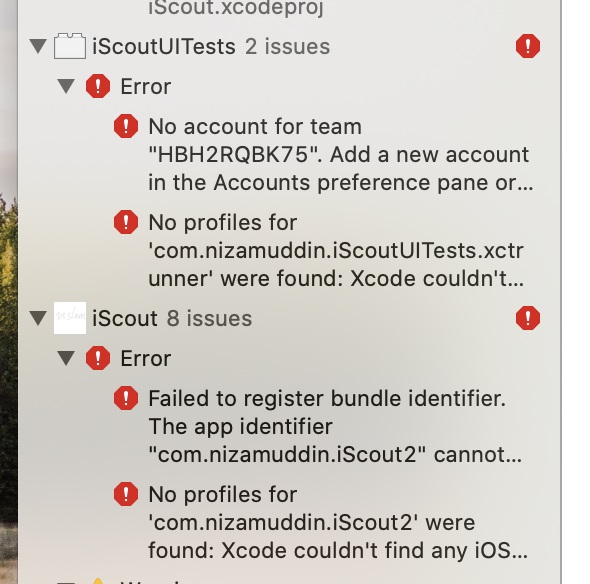 iScout.xcodeproj
iScoutUITests 2 issues
Error
No account for team
"HBH2RQBK75". Add a new account
in the Accounts preference pane or...
No profiles for
'com.nizamuddin.iScoutUITests.xctr
unner' were found: Xcode couldn't...
iScout 8 issues
Error
Failed to register bundle identifier.
The app identifier
"com.nizamuddin.iScout2" cannot...
No profiles for
'com.nizamuddin.iScout2' were
found: Xcode couldn't find any iOS...